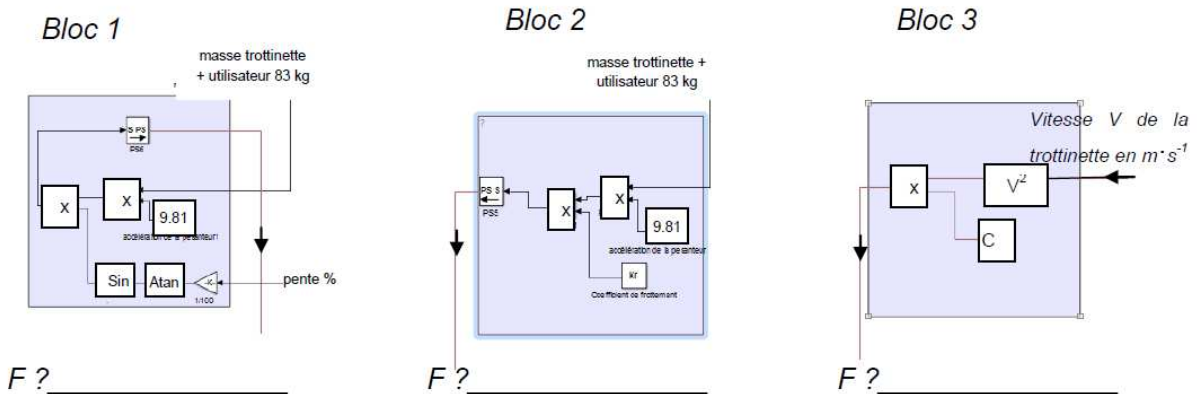 Bloc 1
masse trottinette
+ utilisateur 83 kg
S PS
PS6
X
X
9.81
accélération de la pesanteur1
Sin
Atan
-K-
1/100
pente %
F ?
Bloc 2
masse trottinette +
utilisateur 83 kg
?
PS S
PS5
X
X
9.81
accélération de la pesanteur
kr
Coefficient de frottement
F ?
Bloc 3
Vitesse V de la
trottinette en m·s-1
X
V²
C
F ?